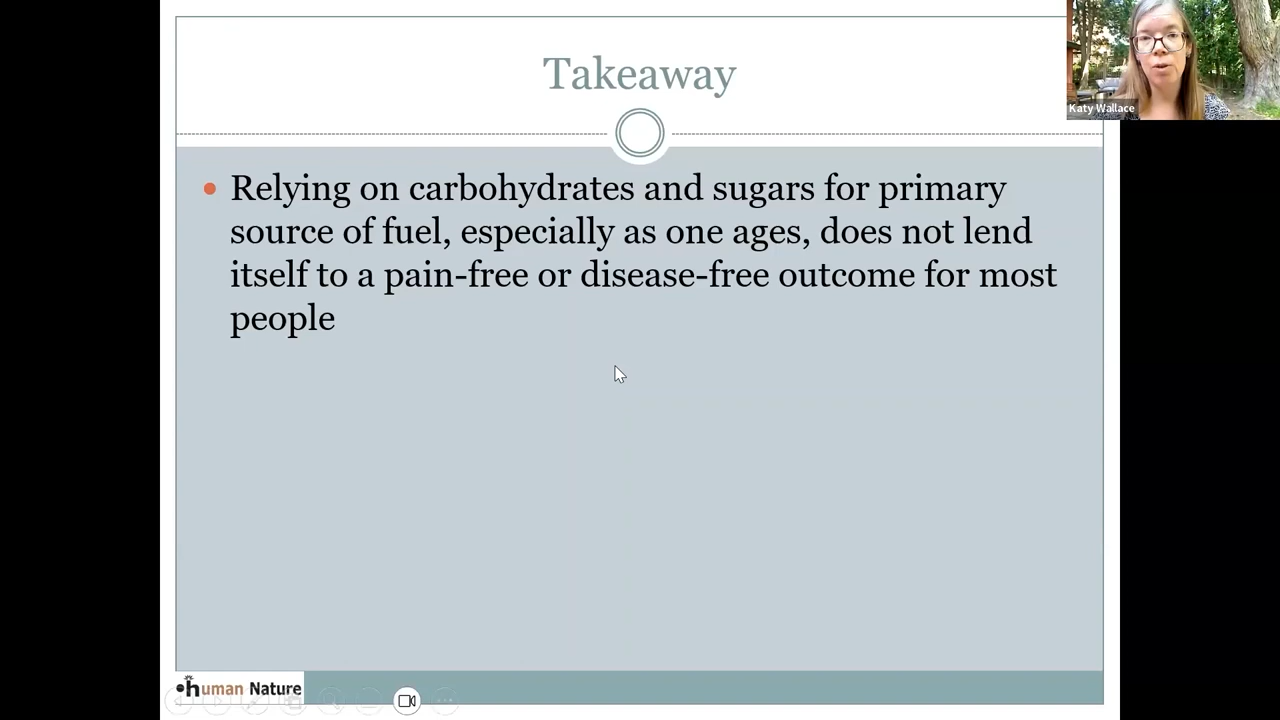 Takeaway
Katy Wallace
Relying on carbohydrates and sugars for primary
source of fuel, especially as one ages, does not lend
itself to a pain-free or disease-free outcome for most
people
human Nature